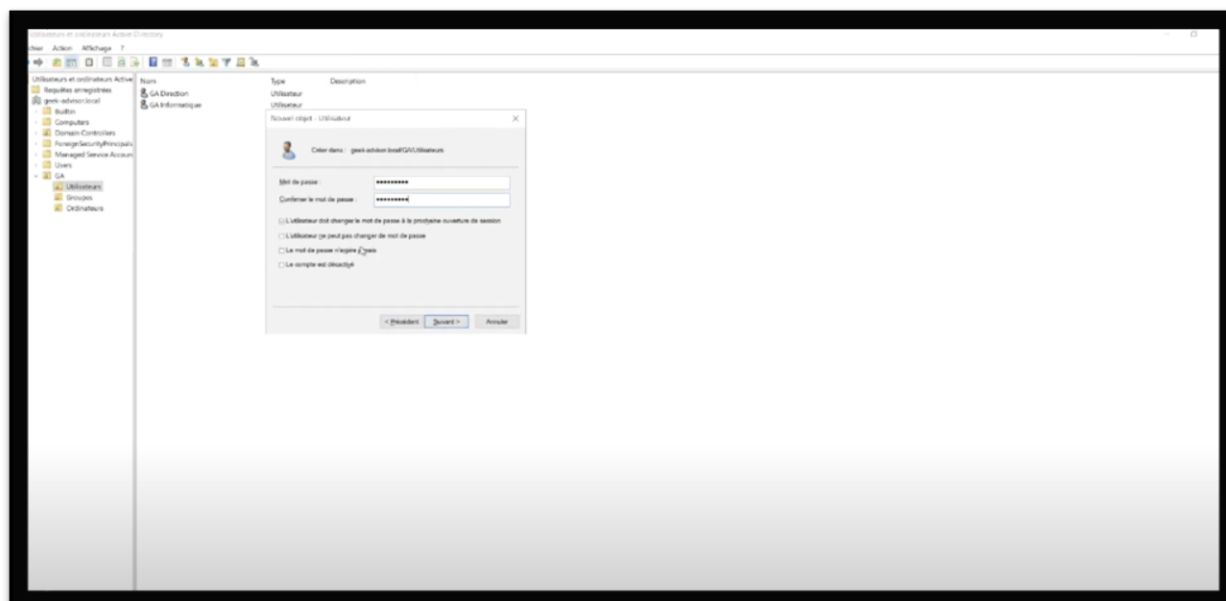 Utilisateurs et ordinateurs Active Directory
chier Action Affichage ?
Utilisateurs et ordinateurs Active
Requêtes enregistrées
geek-advisor.local
Builtin
Computers
Domain Controllers
ForeignSecurityPrincipals
Managed Service Accoun
Users
GA
Utilisateurs
Groupes
Ordinateurs
Nom Type Description
GA Direction Utilisateur
GA Informatique Utilisateur
Nouvel objet - Utilisateur
Créer dans : geek-advisor.local/GA/Utilisateurs
Mot de passe :
Confirmer le mot de passe :
L'utilisateur doit changer le mot de passe à la prochaine ouverture de session
L'utilisateur ne peut pas changer de mot de passe
Le mot de passe n'expire jamais
Le compte est désactivé
< Précédent Suivant > Annuler